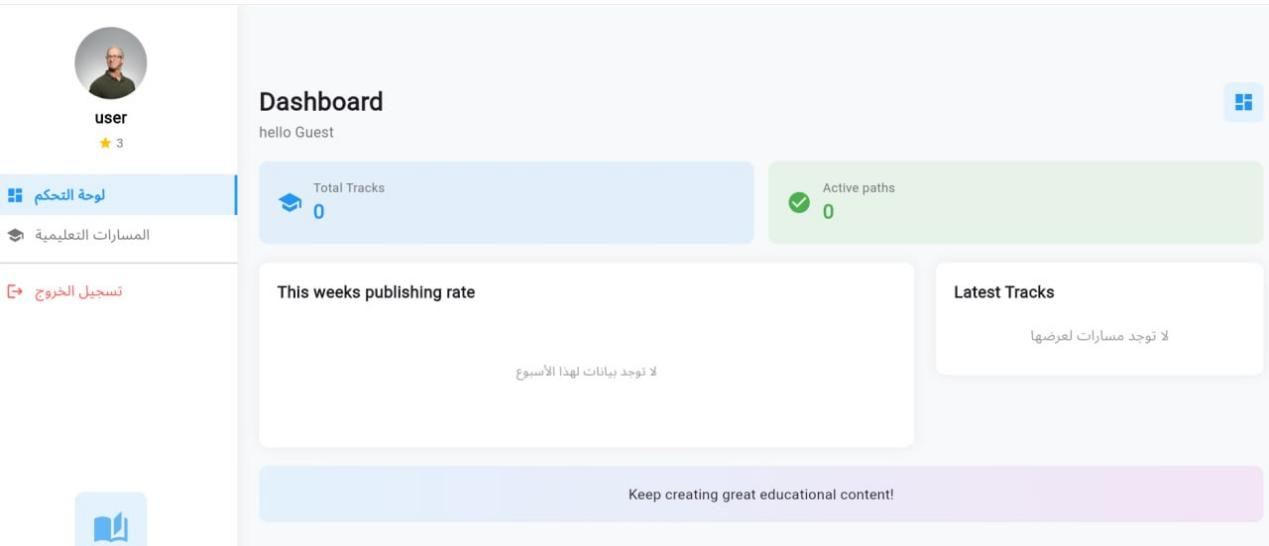 user
3
لوحة التحكم
المسارات التعليمية
تسجيل الخروج
Dashboard
hello Guest
Total Tracks
0
Active paths
0
This weeks publishing rate
لا توجد بيانات لهذا الأسبوع
Latest Tracks
لا توجد مسارات لعرضها
Keep creating great educational content!